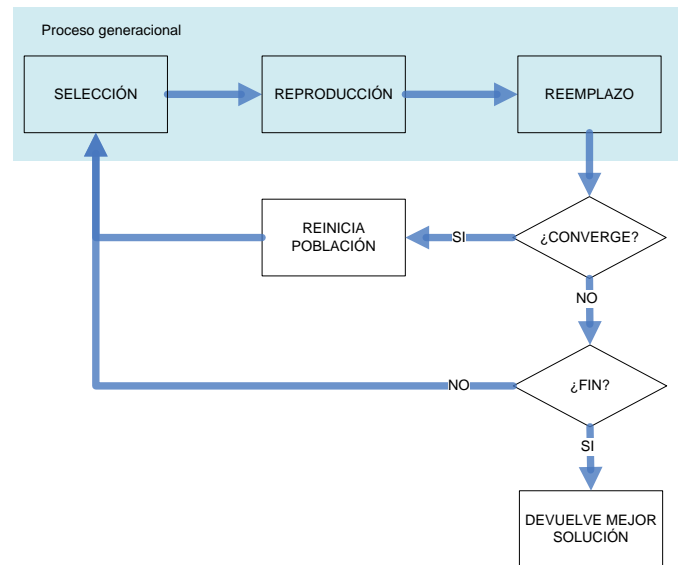 Proceso generacional
SELECCIÓN
REPRODUCCIÓN
REEMPLAZO
REINICIA
POBLACIÓN
SI
¿CONVERGE?
NO
NO
¿FIN?
SI
DEVUELVE MEJOR
SOLUCIÓN